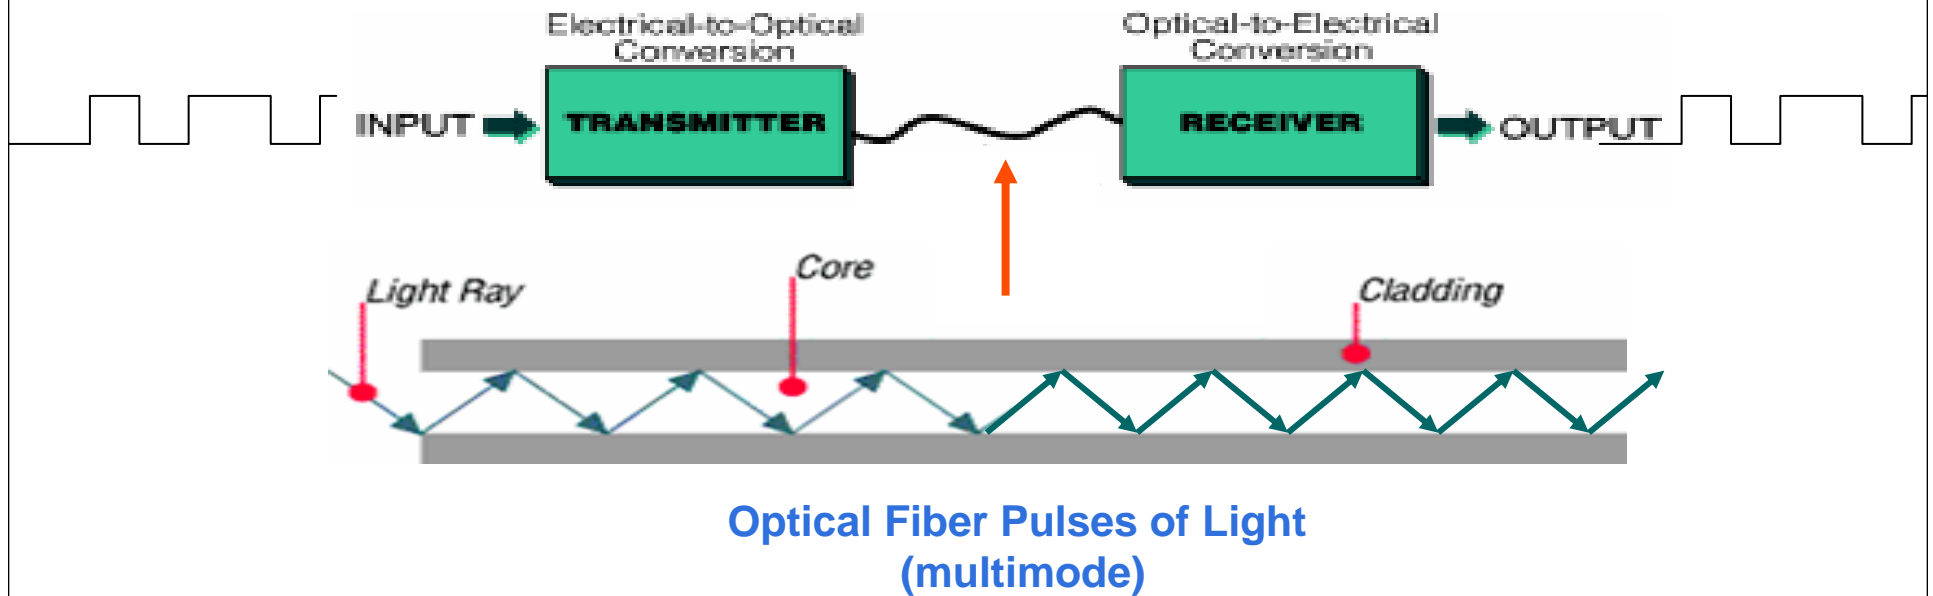 Electrical-to-Optical
Conversion
Optical-to-Electrical
Conversion
INPUT
TRANSMITTER
RECEIVER
OUTPUT
Light Ray
Core
Cladding
Optical Fiber Pulses of Light
(multimode)